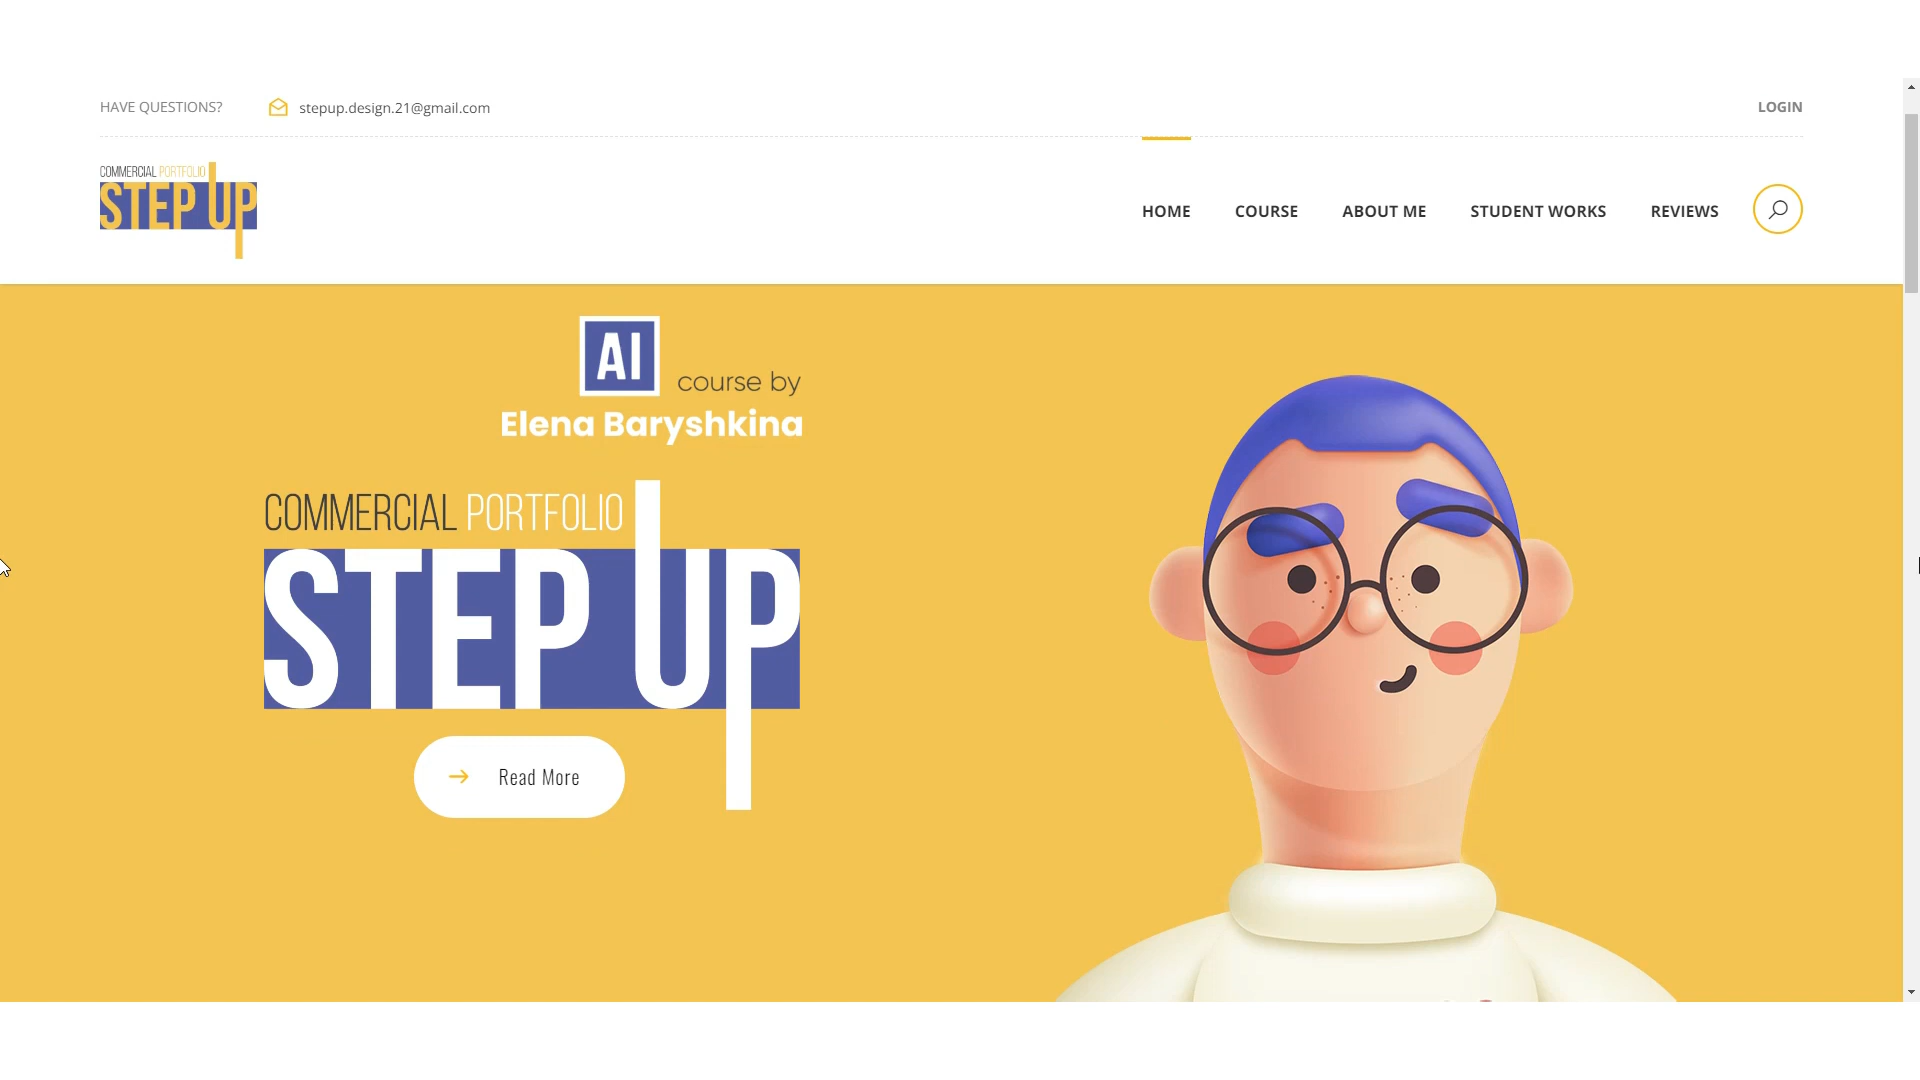 HAVE QUESTIONS?
stepup.design.21@gmail.com
LOGIN
COMMERCIAL PORTFOLIO
STEP UP
HOME
COURSE
ABOUT ME
STUDENT WORKS
REVIEWS
AI course by
Elena Baryshkina
COMMERCIAL PORTFOLIO
STEP UP
Read More